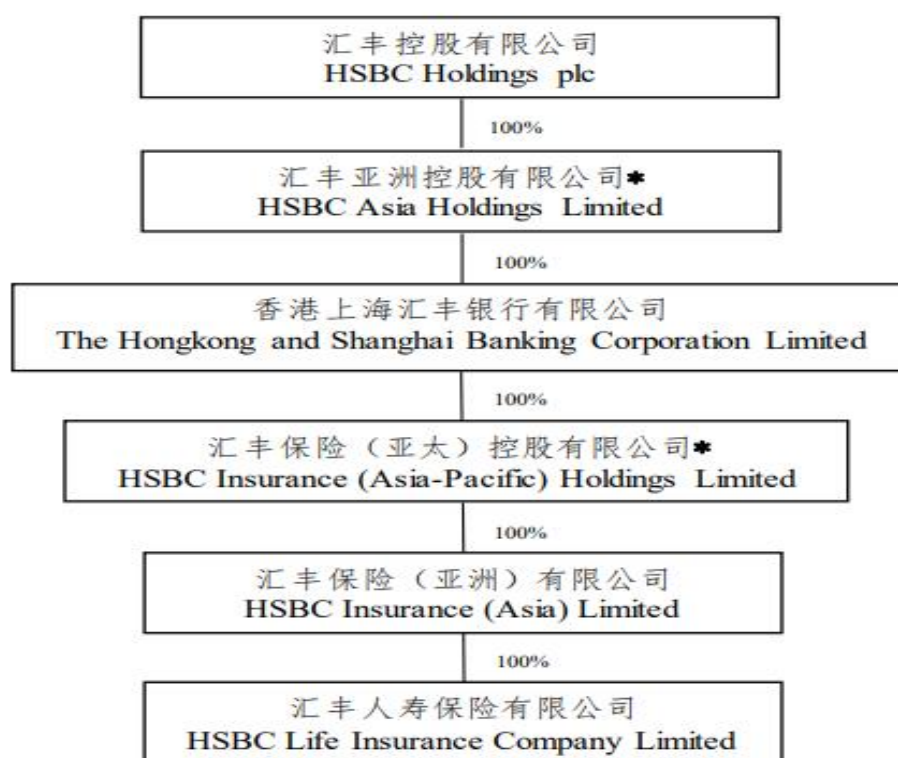 汇丰控股有限公司
HSBC Holdings plc
100%
汇丰亚洲控股有限公司*
HSBC Asia Holdings Limited
100%
香港上海汇丰银行有限公司
The Hongkong and Shanghai Banking Corporation Limited
100%
汇丰保险（亚太）控股有限公司*
HSBC Insurance (Asia-Pacific) Holdings Limited
100%
汇丰保险（亚洲）有限公司
HSBC Insurance (Asia) Limited
100%
汇丰人寿保险有限公司
HSBC Life Insurance Company Limited